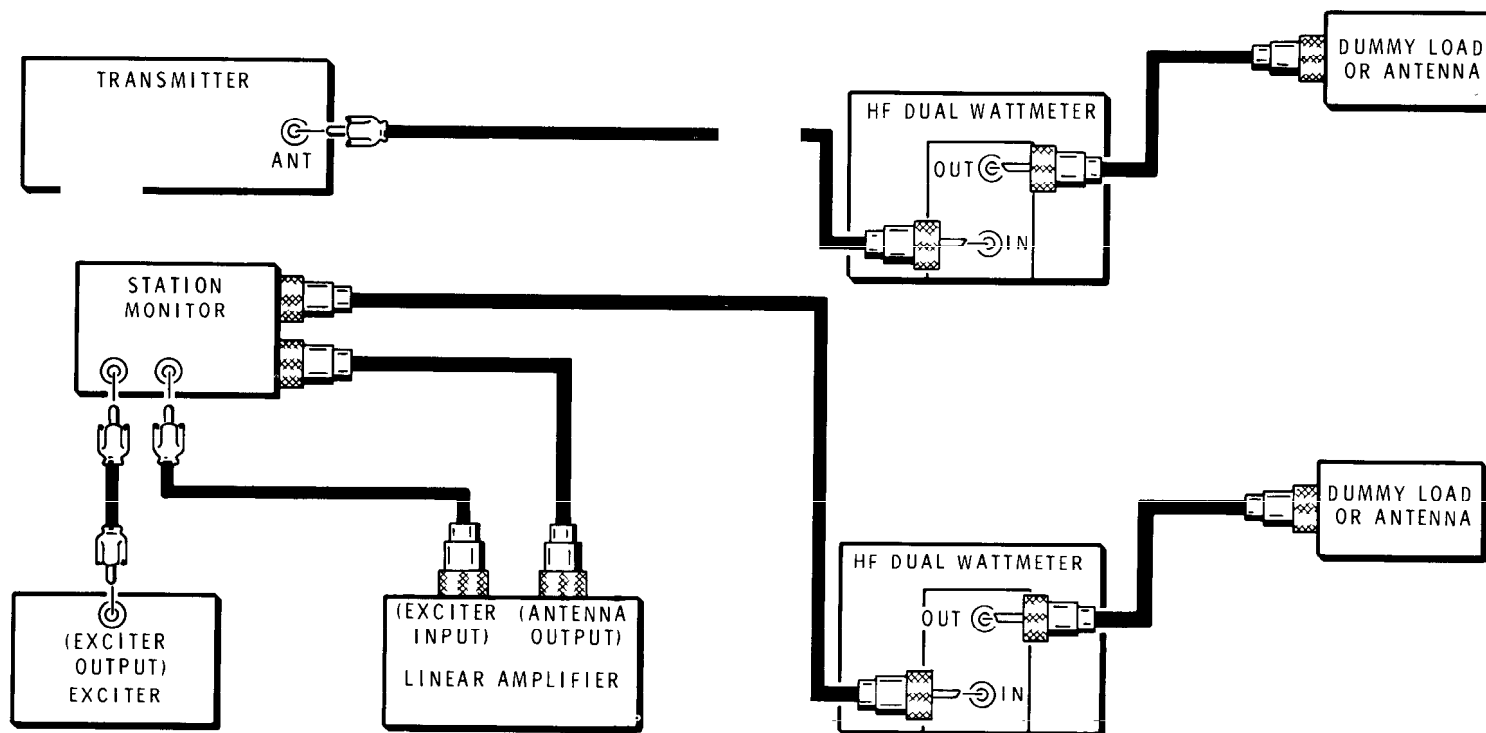 TRANSMITTER
ANT
HF DUAL WATTMETER
OUT
IN
DUMMY LOAD
OR ANTENNA
STATION
MONITOR
(EXCITER
OUTPUT)
EXCITER
(EXCITER
INPUT)
(ANTENNA
OUTPUT)
LINEAR AMPLIFIER
HF DUAL WATTMETER
OUT
IN
DUMMY LOAD
OR ANTENNA